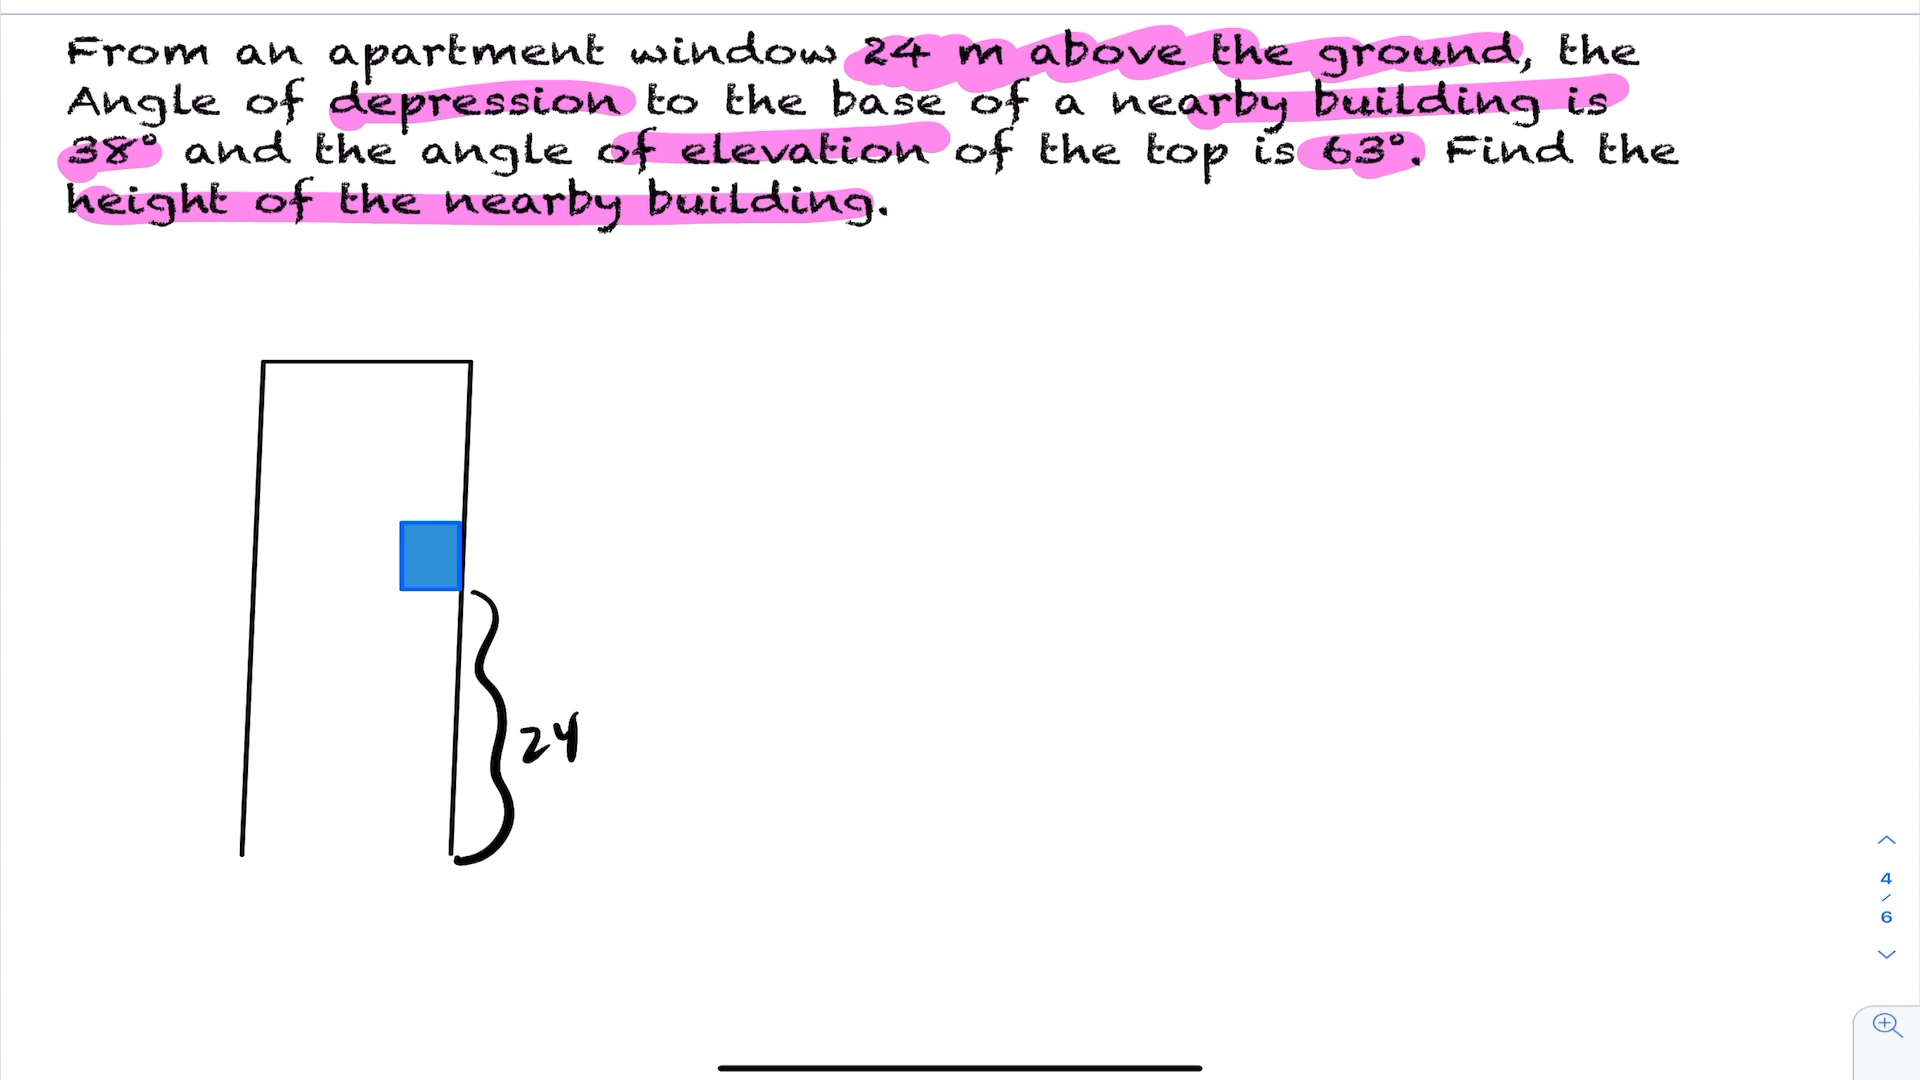 From an apartment window 24 m above the ground, the
Angle of depression to the base of a nearby building is
38° and the angle of elevation of the top is 63°. Find the
height of the nearby building.
24
4
/
6